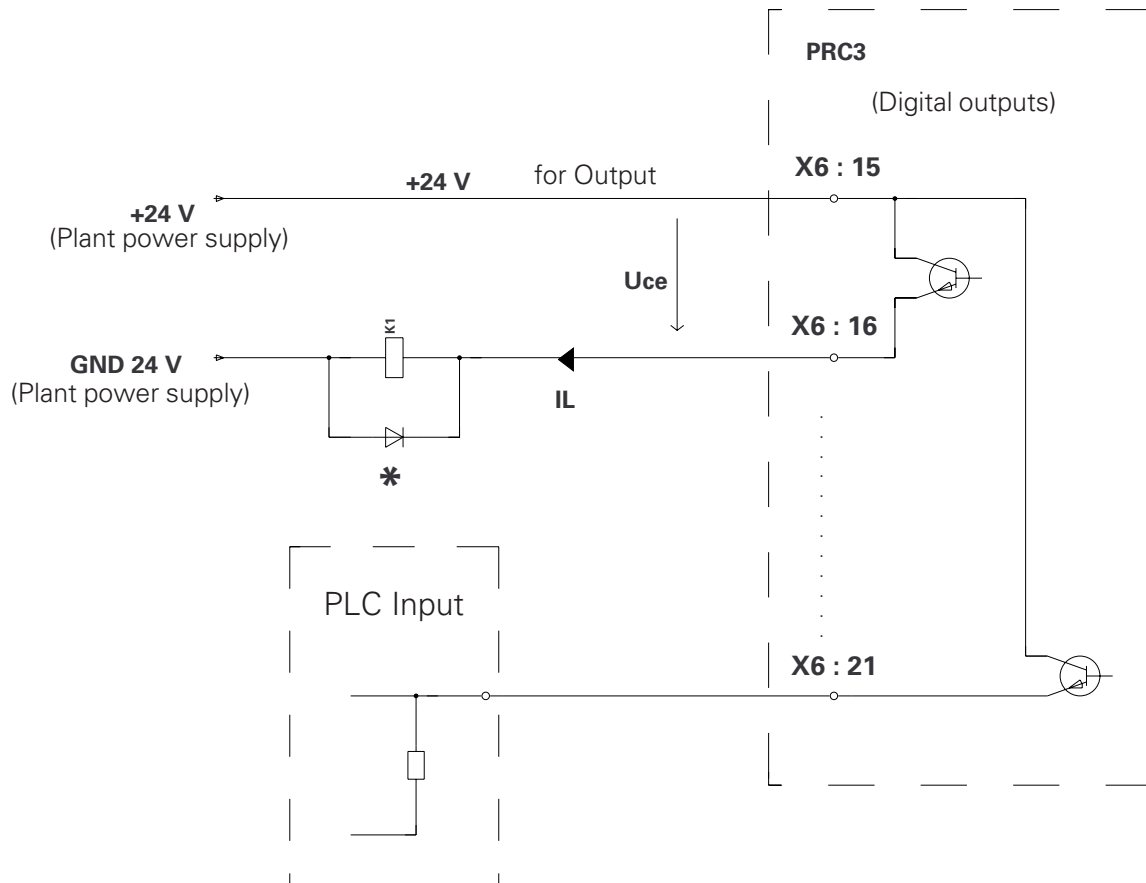 PRC3
(Digital outputs)
X6 : 15
+24 V
for Output
+24 V
(Plant power supply)
Uce
X6 : 16
K1
GND 24 V
(Plant power supply)
IL
*
PLC Input
X6 : 21